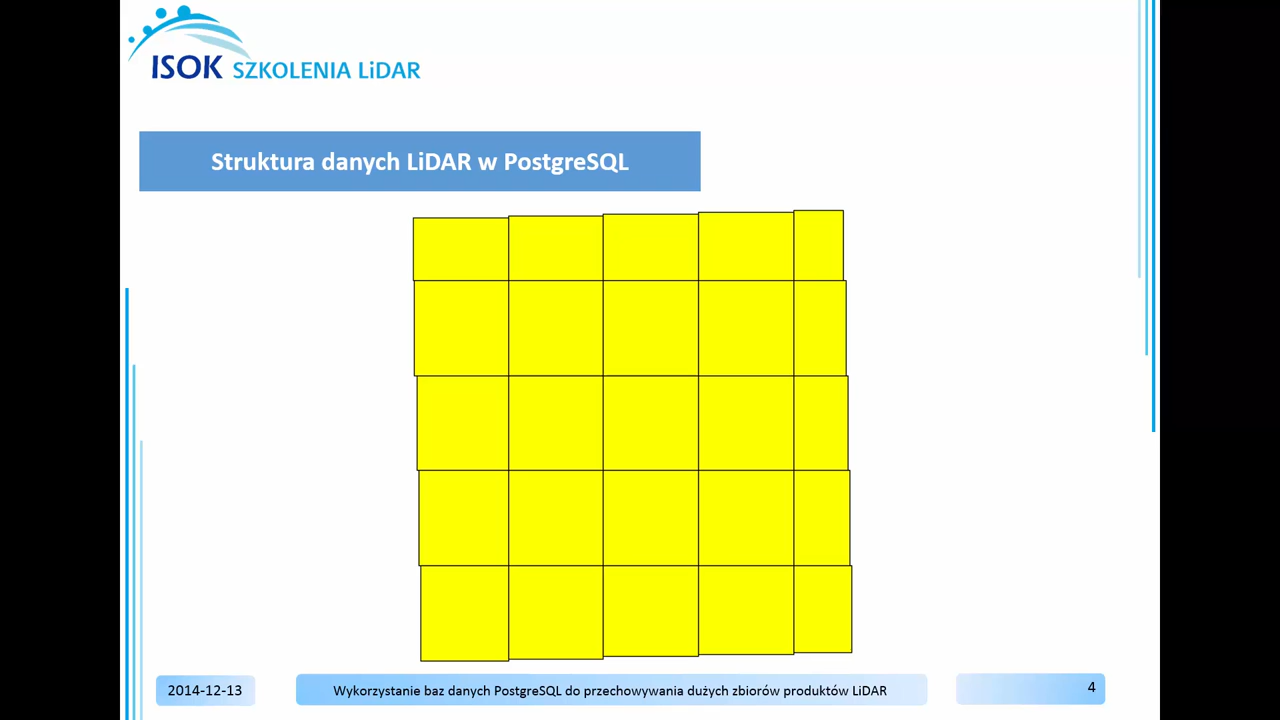 ISOK SZKOLENIA LiDAR
Struktura danych LiDAR w PostgreSQL
2014-12-13
Wykorzystanie baz danych PostgreSQL do przechowywania dużych zbiorów produktów LiDAR
4